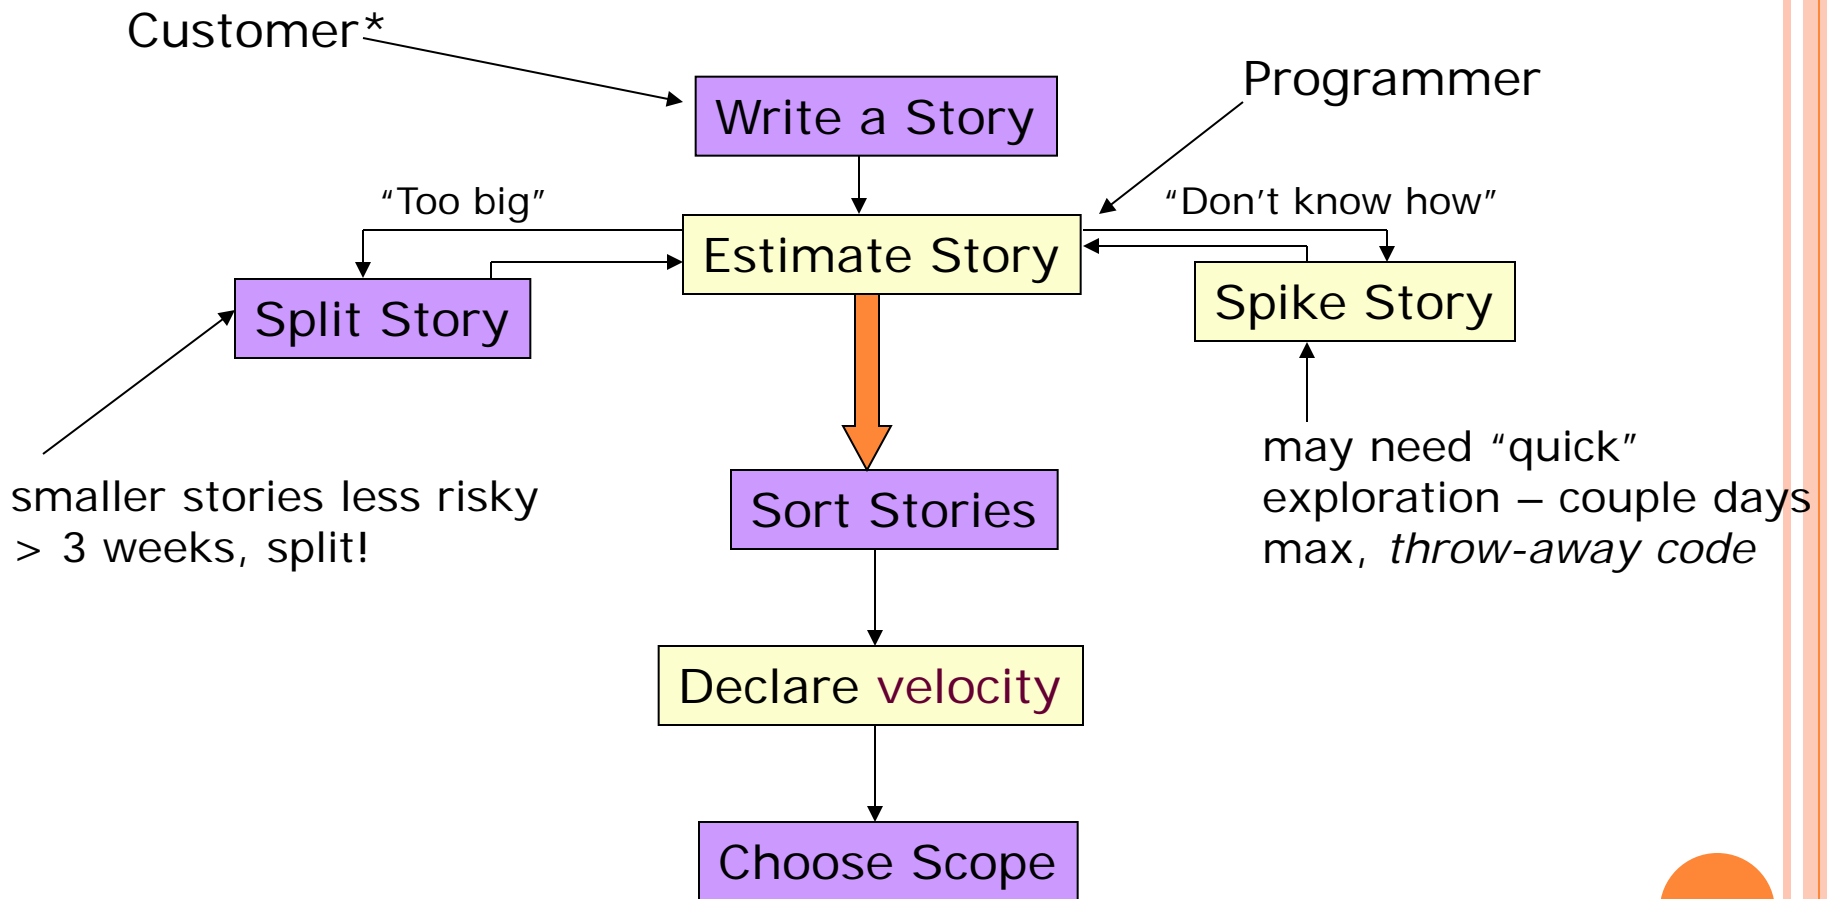 Customer*
Programmer
Write a Story
“Too big”
“Don’t know how”
Estimate Story
Split Story
Spike Story
smaller stories less risky
> 3 weeks, split!
may need “quick”
exploration – couple days
max, throw-away code
Sort Stories
Declare velocity
Choose Scope